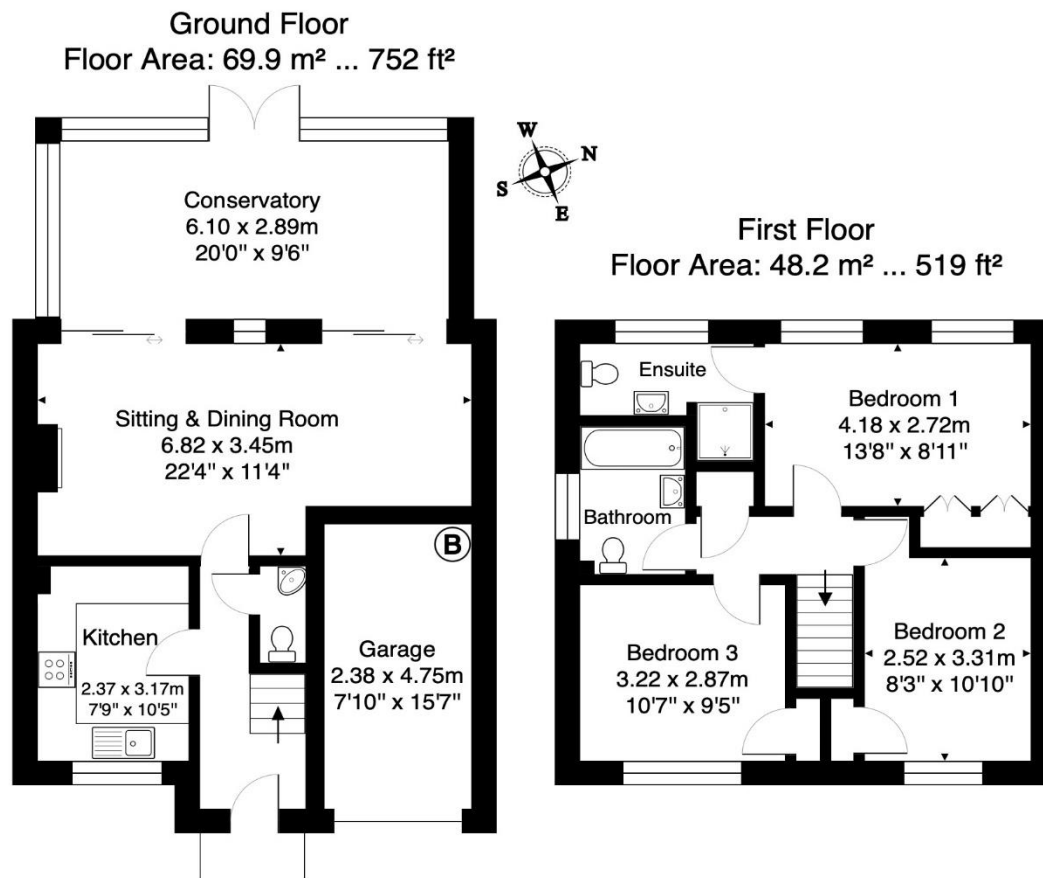 Ground Floor
Floor Area: 69.9 m² ... 752 ft²
Conservatory
6.10 x 2.89m
20'0" x 9'6"
W
N
S
E
Sitting & Dining Room
6.82 x 3.45m
22'4" x 11'4"
B
Kitchen
2.37 x 3.17m
7'9" x 10'5"
Garage
2.38 x 4.75m
7'10" x 15'7"
First Floor
Floor Area: 48.2 m² ... 519 ft²
Ensuite
Bedroom 1
4.18 x 2.72m
13'8" x 8'11"
Bathroom
Bedroom 3
3.22 x 2.87m
10'7" x 9'5"
Bedroom 2
2.52 x 3.31m
8'3" x 10'10"